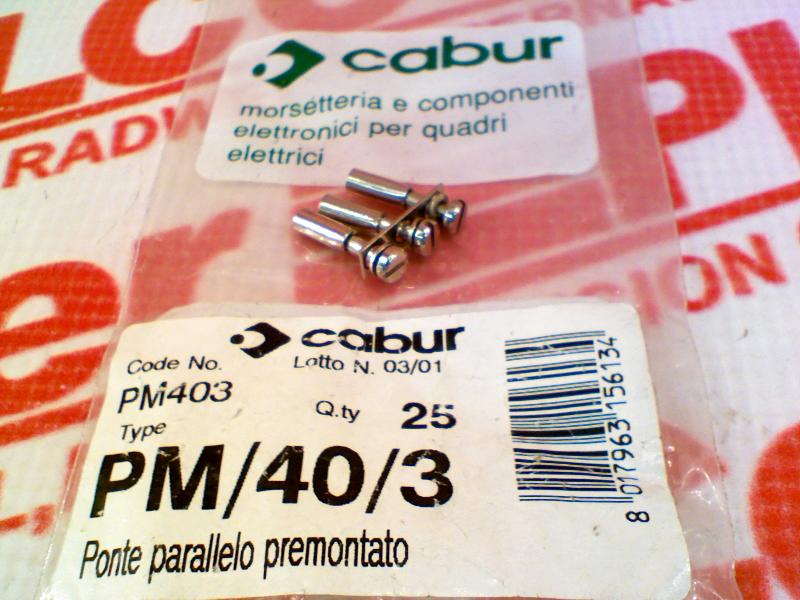 cabur
morsetteria e componenti
elettronici per quadri
elettrici
cabur
Code No.
Lotto N. 03/01
PM403
Q.ty 25
Type
PM/40/3
Ponte parallelo premontato
8 017963 156134